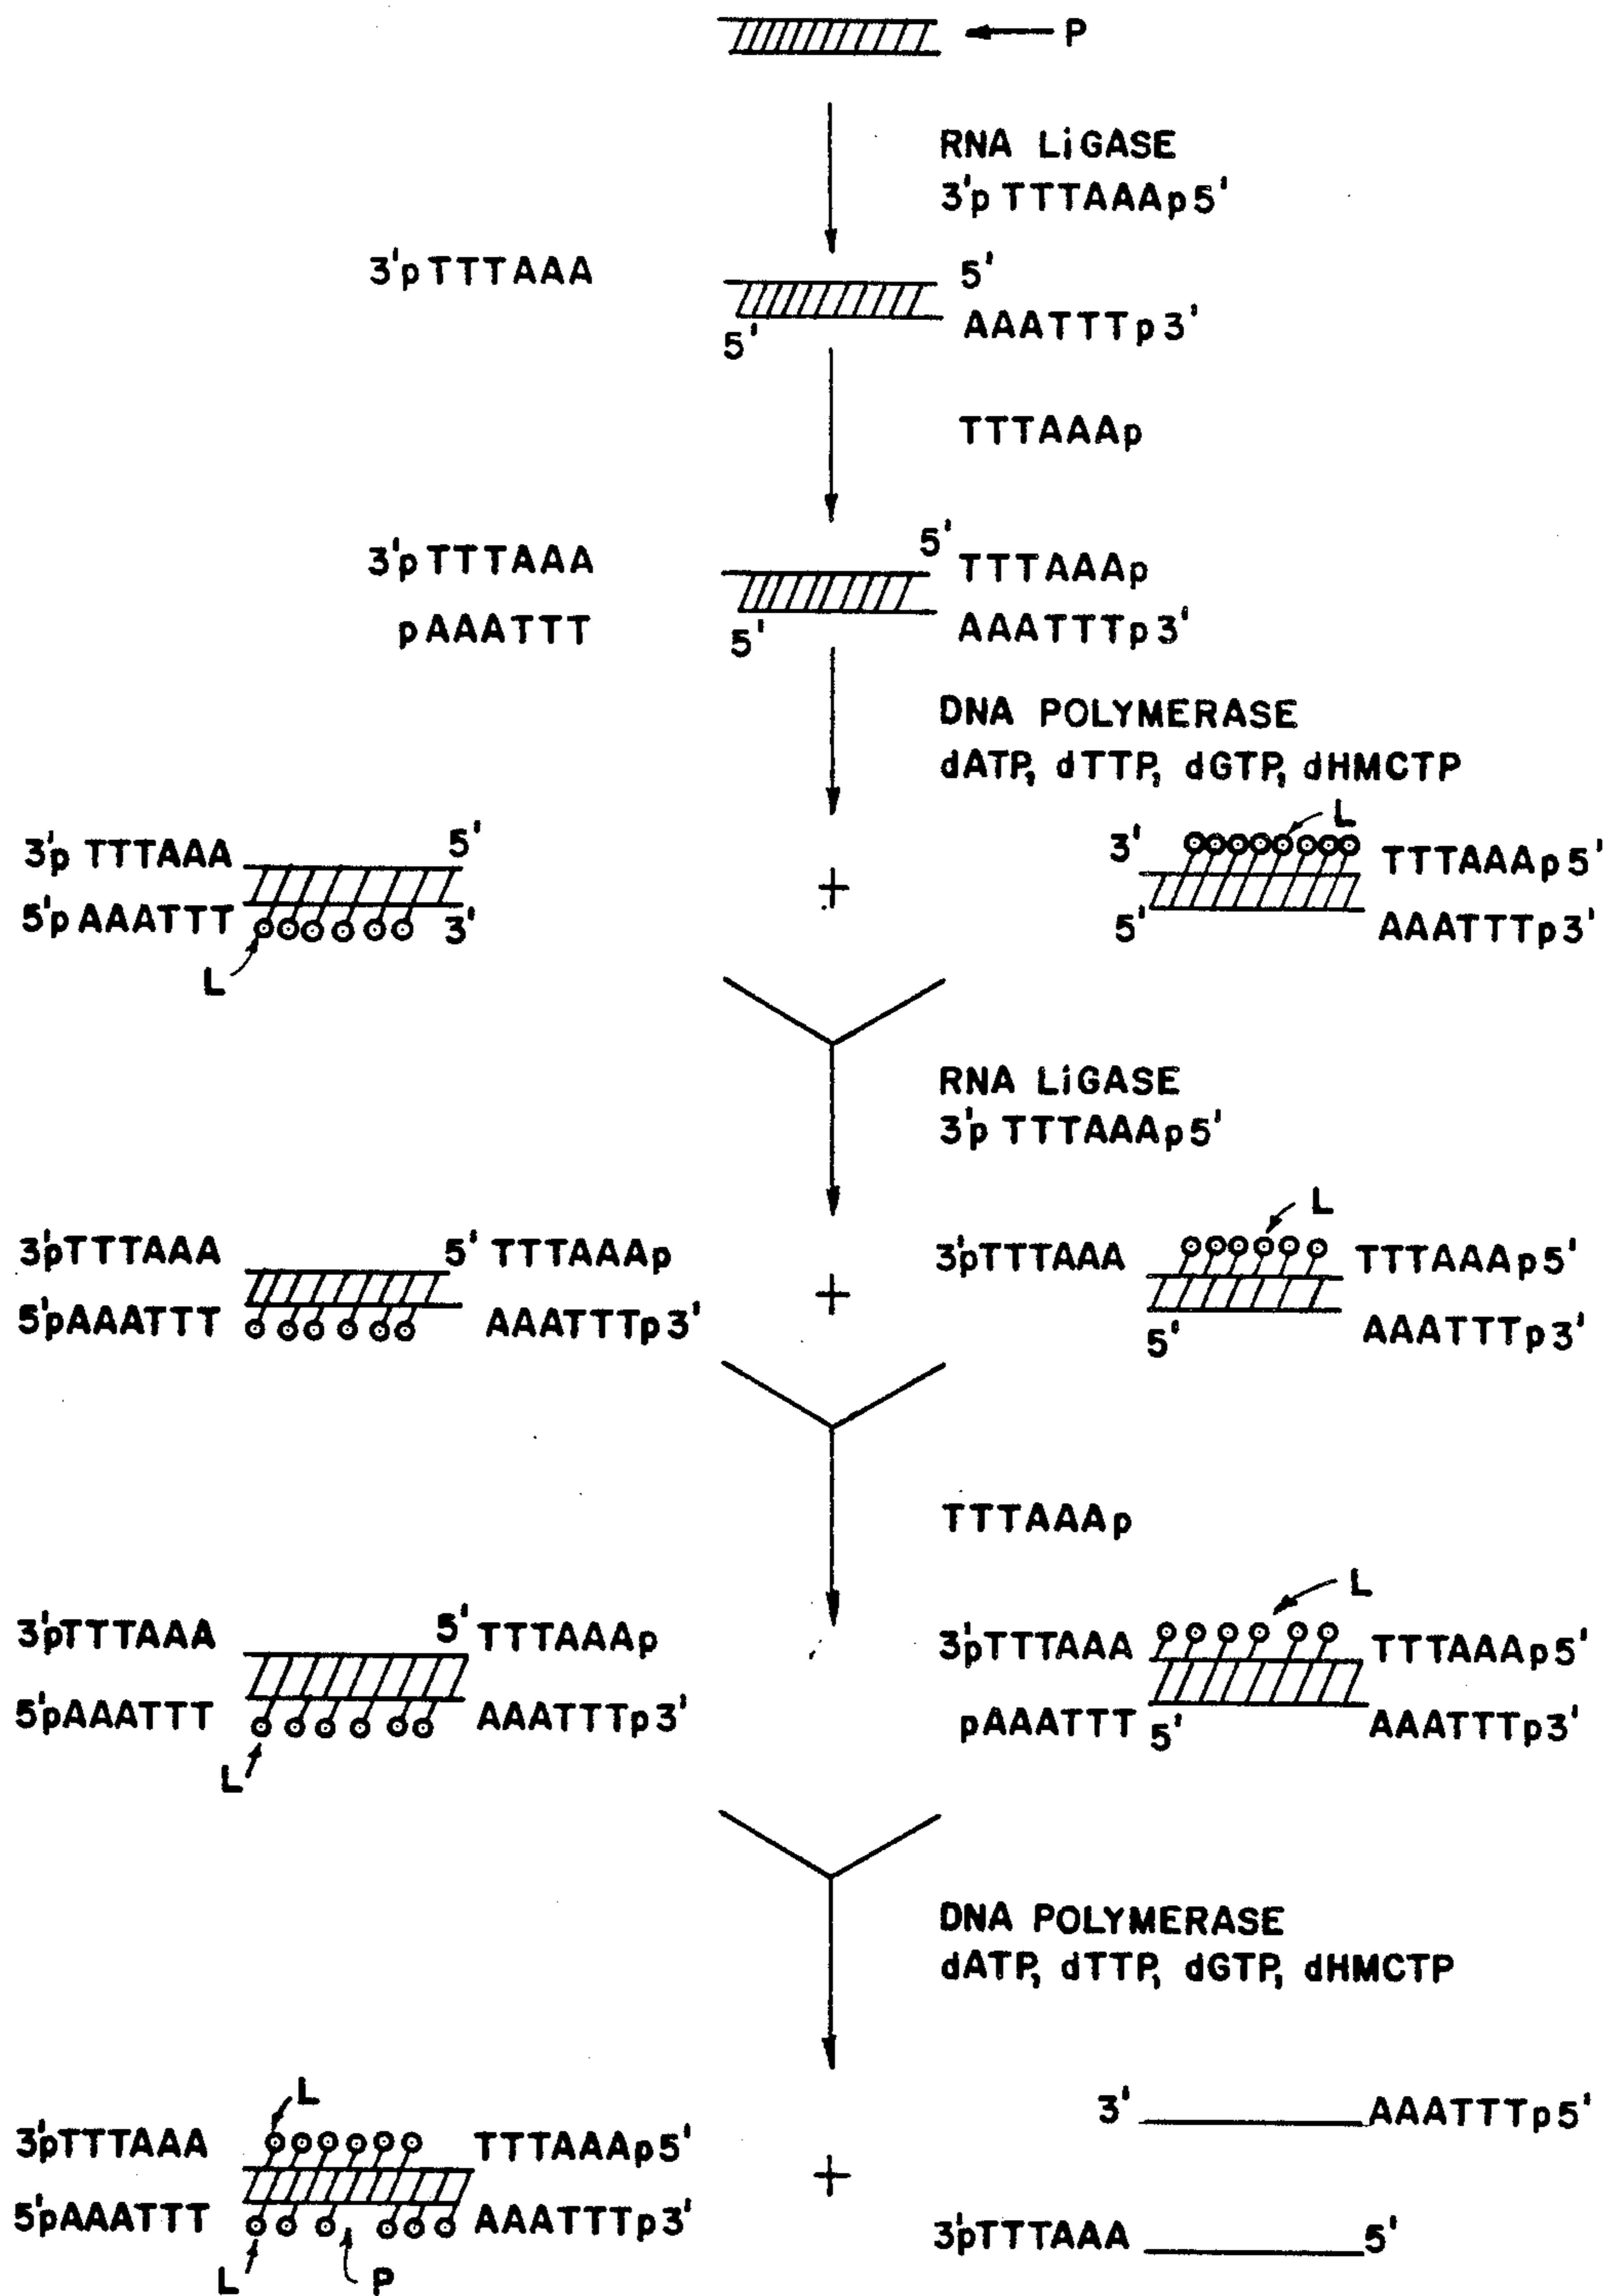 P
RNA LiGASE
3'p TTTAAAp5'
3'pTTTAAA
5'
AAATTTp3'
5'
TTTAAAp
5'
3'pTTTAAA
TTTAAAp
pAAATTT
5'
AAATTTp3'
DNA POLYMERASE
dATP, dTTP, dGTP, dHMCTP
3'p TTTAAA
5'
5'pAAATTT
3'
L
+
L
3'
TTTAAAp5'
5'
AAATTTp3'
RNA LiGASE
3'p TTTAAAp5'
3'pTTTAAA
5' TTTAAAp
5'pAAATTT
AAATTTp3'
+
L
3'pTTTAAA
TTTAAAp5'
5'
AAATTTp3'
TTTAAAp
3'pTTTAAA
5' TTTAAAp
5'pAAATTT
AAATTTp3'
L
L
3'pTTTAAA
TTTAAAp5'
pAAATTT 5'
AAATTTp3'
DNA POLYMERASE
dATP, dTTP, dGTP, dHMCTP
L
3'pTTTAAA
TTTAAAp5'
5'pAAATTT
AAATTTp3'
L
P
+
3'
AAATTTp5'
3'pTTTAAA
5'